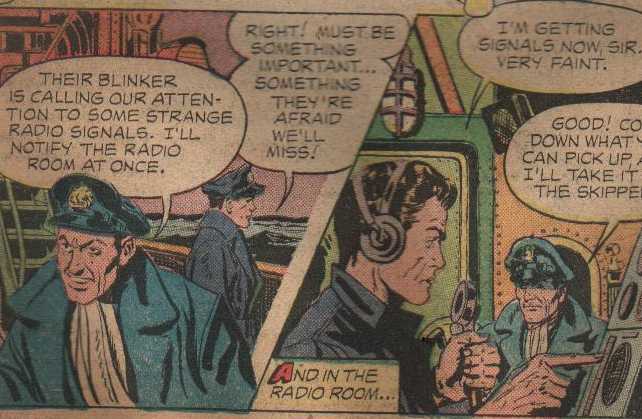 THEIR BLINKER
IS CALLING OUR ATTEN-
TION TO SOME STRANGE
RADIO SIGNALS. I'LL
NOTIFY THE RADIO
ROOM AT ONCE.
RIGHT! MUST BE
SOMETHING
IMPORTANT...
SOMETHING
THEY'RE
AFRAID
WE'LL
MISS!
AND IN THE
RADIO ROOM...
I'M GETTING
SIGNALS NOW, SIR.
VERY FAINT.
GOOD! CO
DOWN WHAT
CAN PICK UP.
I'LL TAKE IT
THE SKIPPE